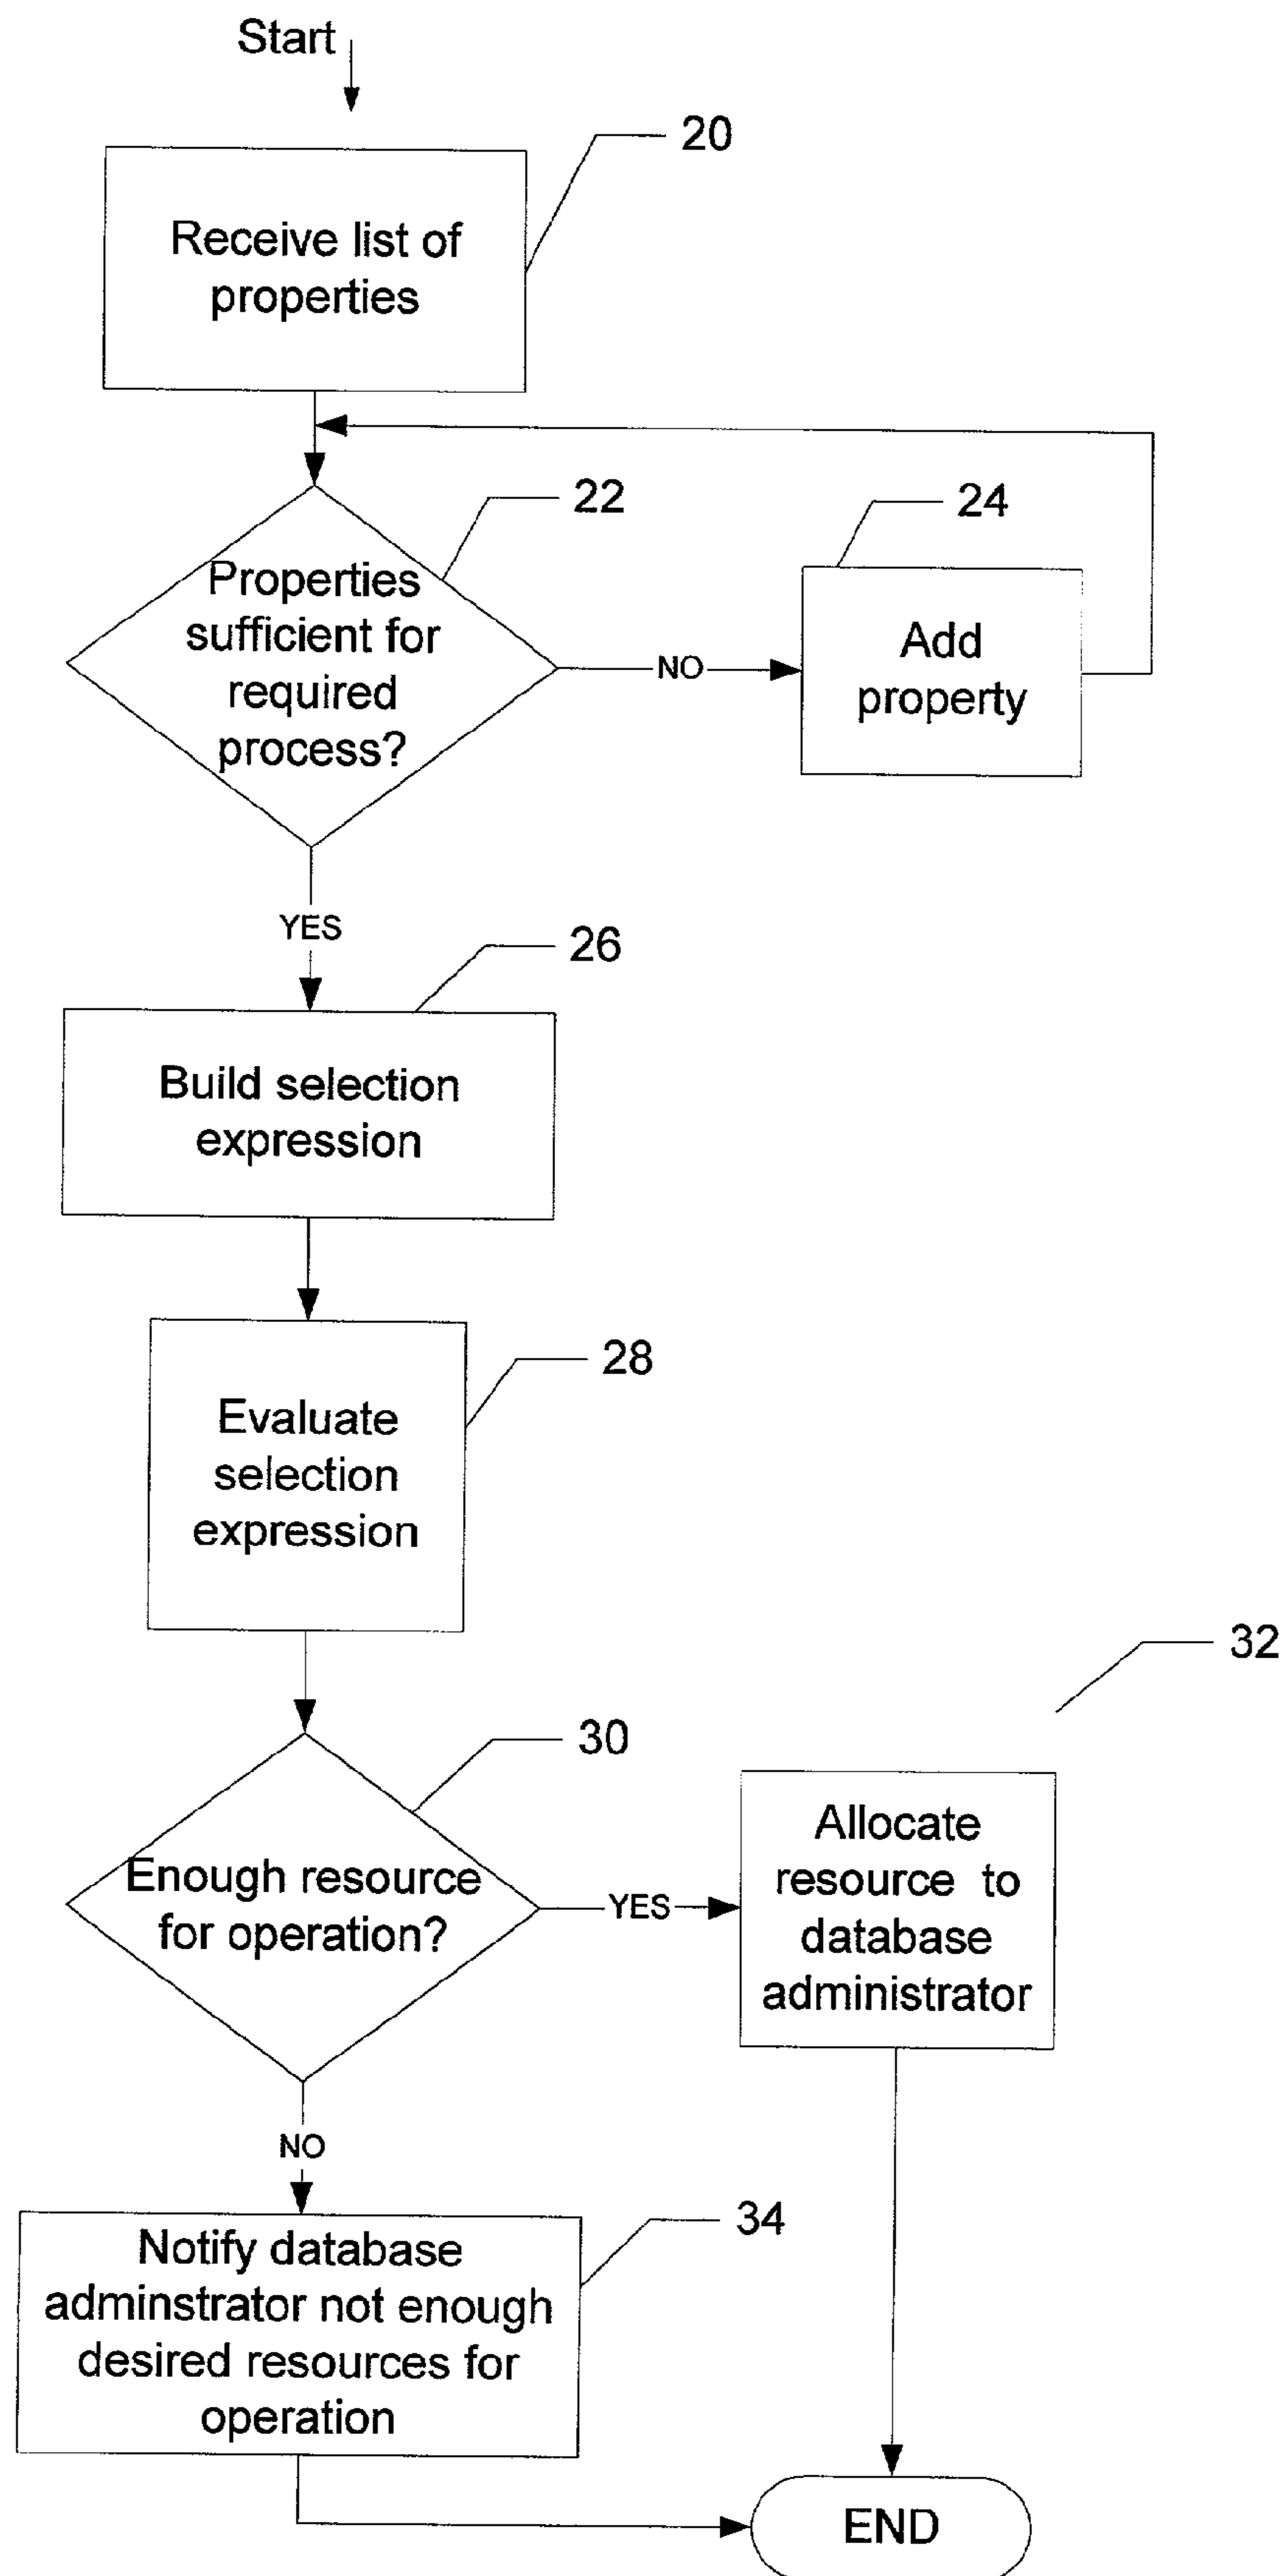 Start
20
Receive list of
properties
22
24
Properties
sufficient for
required
process?
NO
Add
property
YES
26
Build selection
expression
28
Evaluate
selection
expression
32
30
Enough resource
for operation?
YES
Allocate
resource to
database
administrator
NO
34
Notify database
adminstrator not enough
desired resources for
operation
END